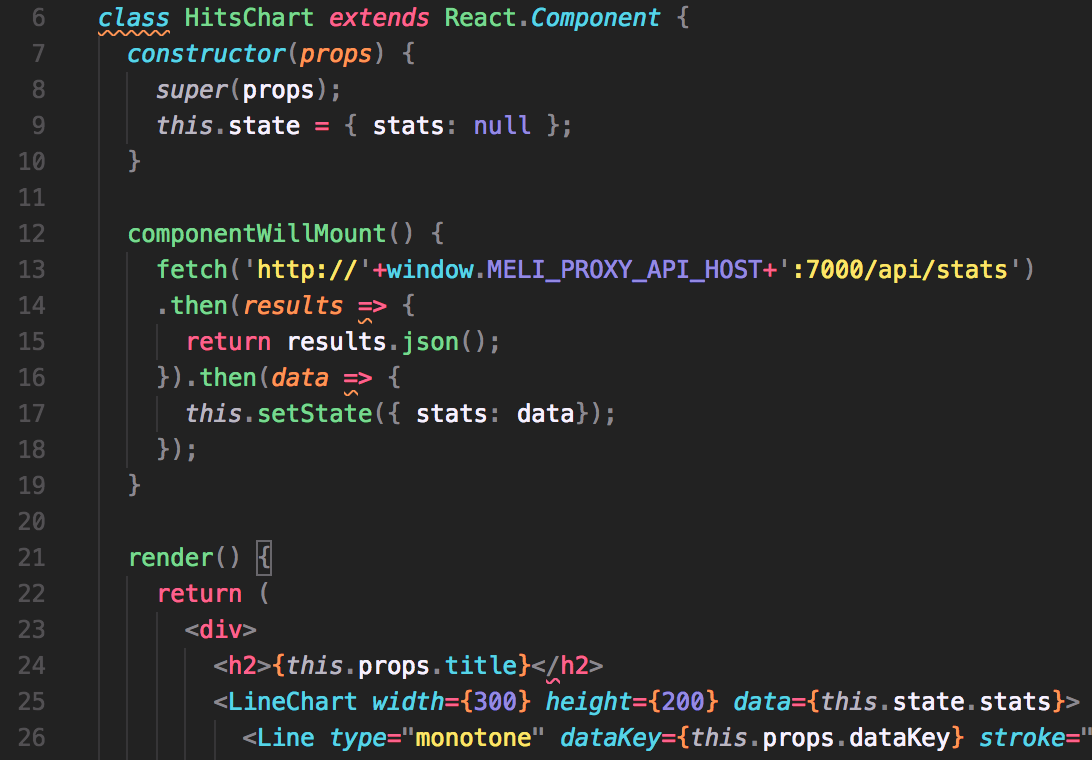 6 class HitsChart extends React.Component {
7 constructor(props) {
8 super(props);
9 this.state = { stats: null };
10 }
11
12 componentWillMount() {
13 fetch('http://'+window.MELI_PROXY_API_HOST+':7000/api/stats')
14 .then(results => {
15 return results.json();
16 }).then(data => {
17 this.setState({ stats: data});
18 });
19 }
20
21 render() {
22 return (
23 <div>
24 <h2>{this.props.title}</h2>
25 <LineChart width={300} height={200} data={this.state.stats}>
26 <Line type="monotone" dataKey={this.props.dataKey} stroke="